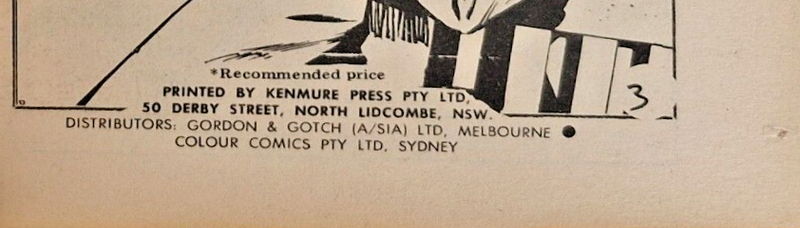 *Recommended price
PRINTED BY KENMURE PRESS PTY LTD,
50 DERBY STREET, NORTH LIDCOMBE, NSW.
DISTRIBUTORS: GORDON & GOTCH (A/SIA) LTD, MELBOURNE ●
COLOUR COMICS PTY LTD, SYDNEY
3